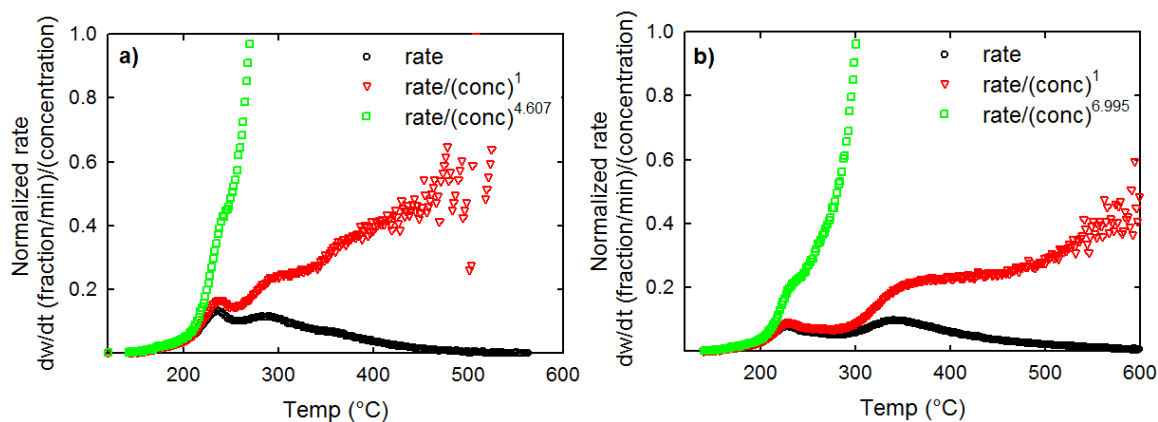 Normalized rate
dw/dt (fraction/min)/(concentration)
a)
1.0
0.8
0.6
0.4
0.2
rate
rate/(conc)¹
rate/(conc)⁴·⁶⁰⁷
200 300 400 500 600
Temp (°C)
Normalized rate
dw/dt (fraction/min)/(concentration)
b)
1.0
0.8
0.6
0.4
0.2
rate
rate/(conc)¹
rate/(conc)⁶·⁹⁹⁵
200 300 400 500 600
Temp (°C)